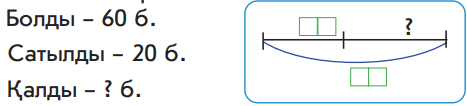 Болды – 60 б.
Сатылды – 20 б.
Қалды – ? б.
?